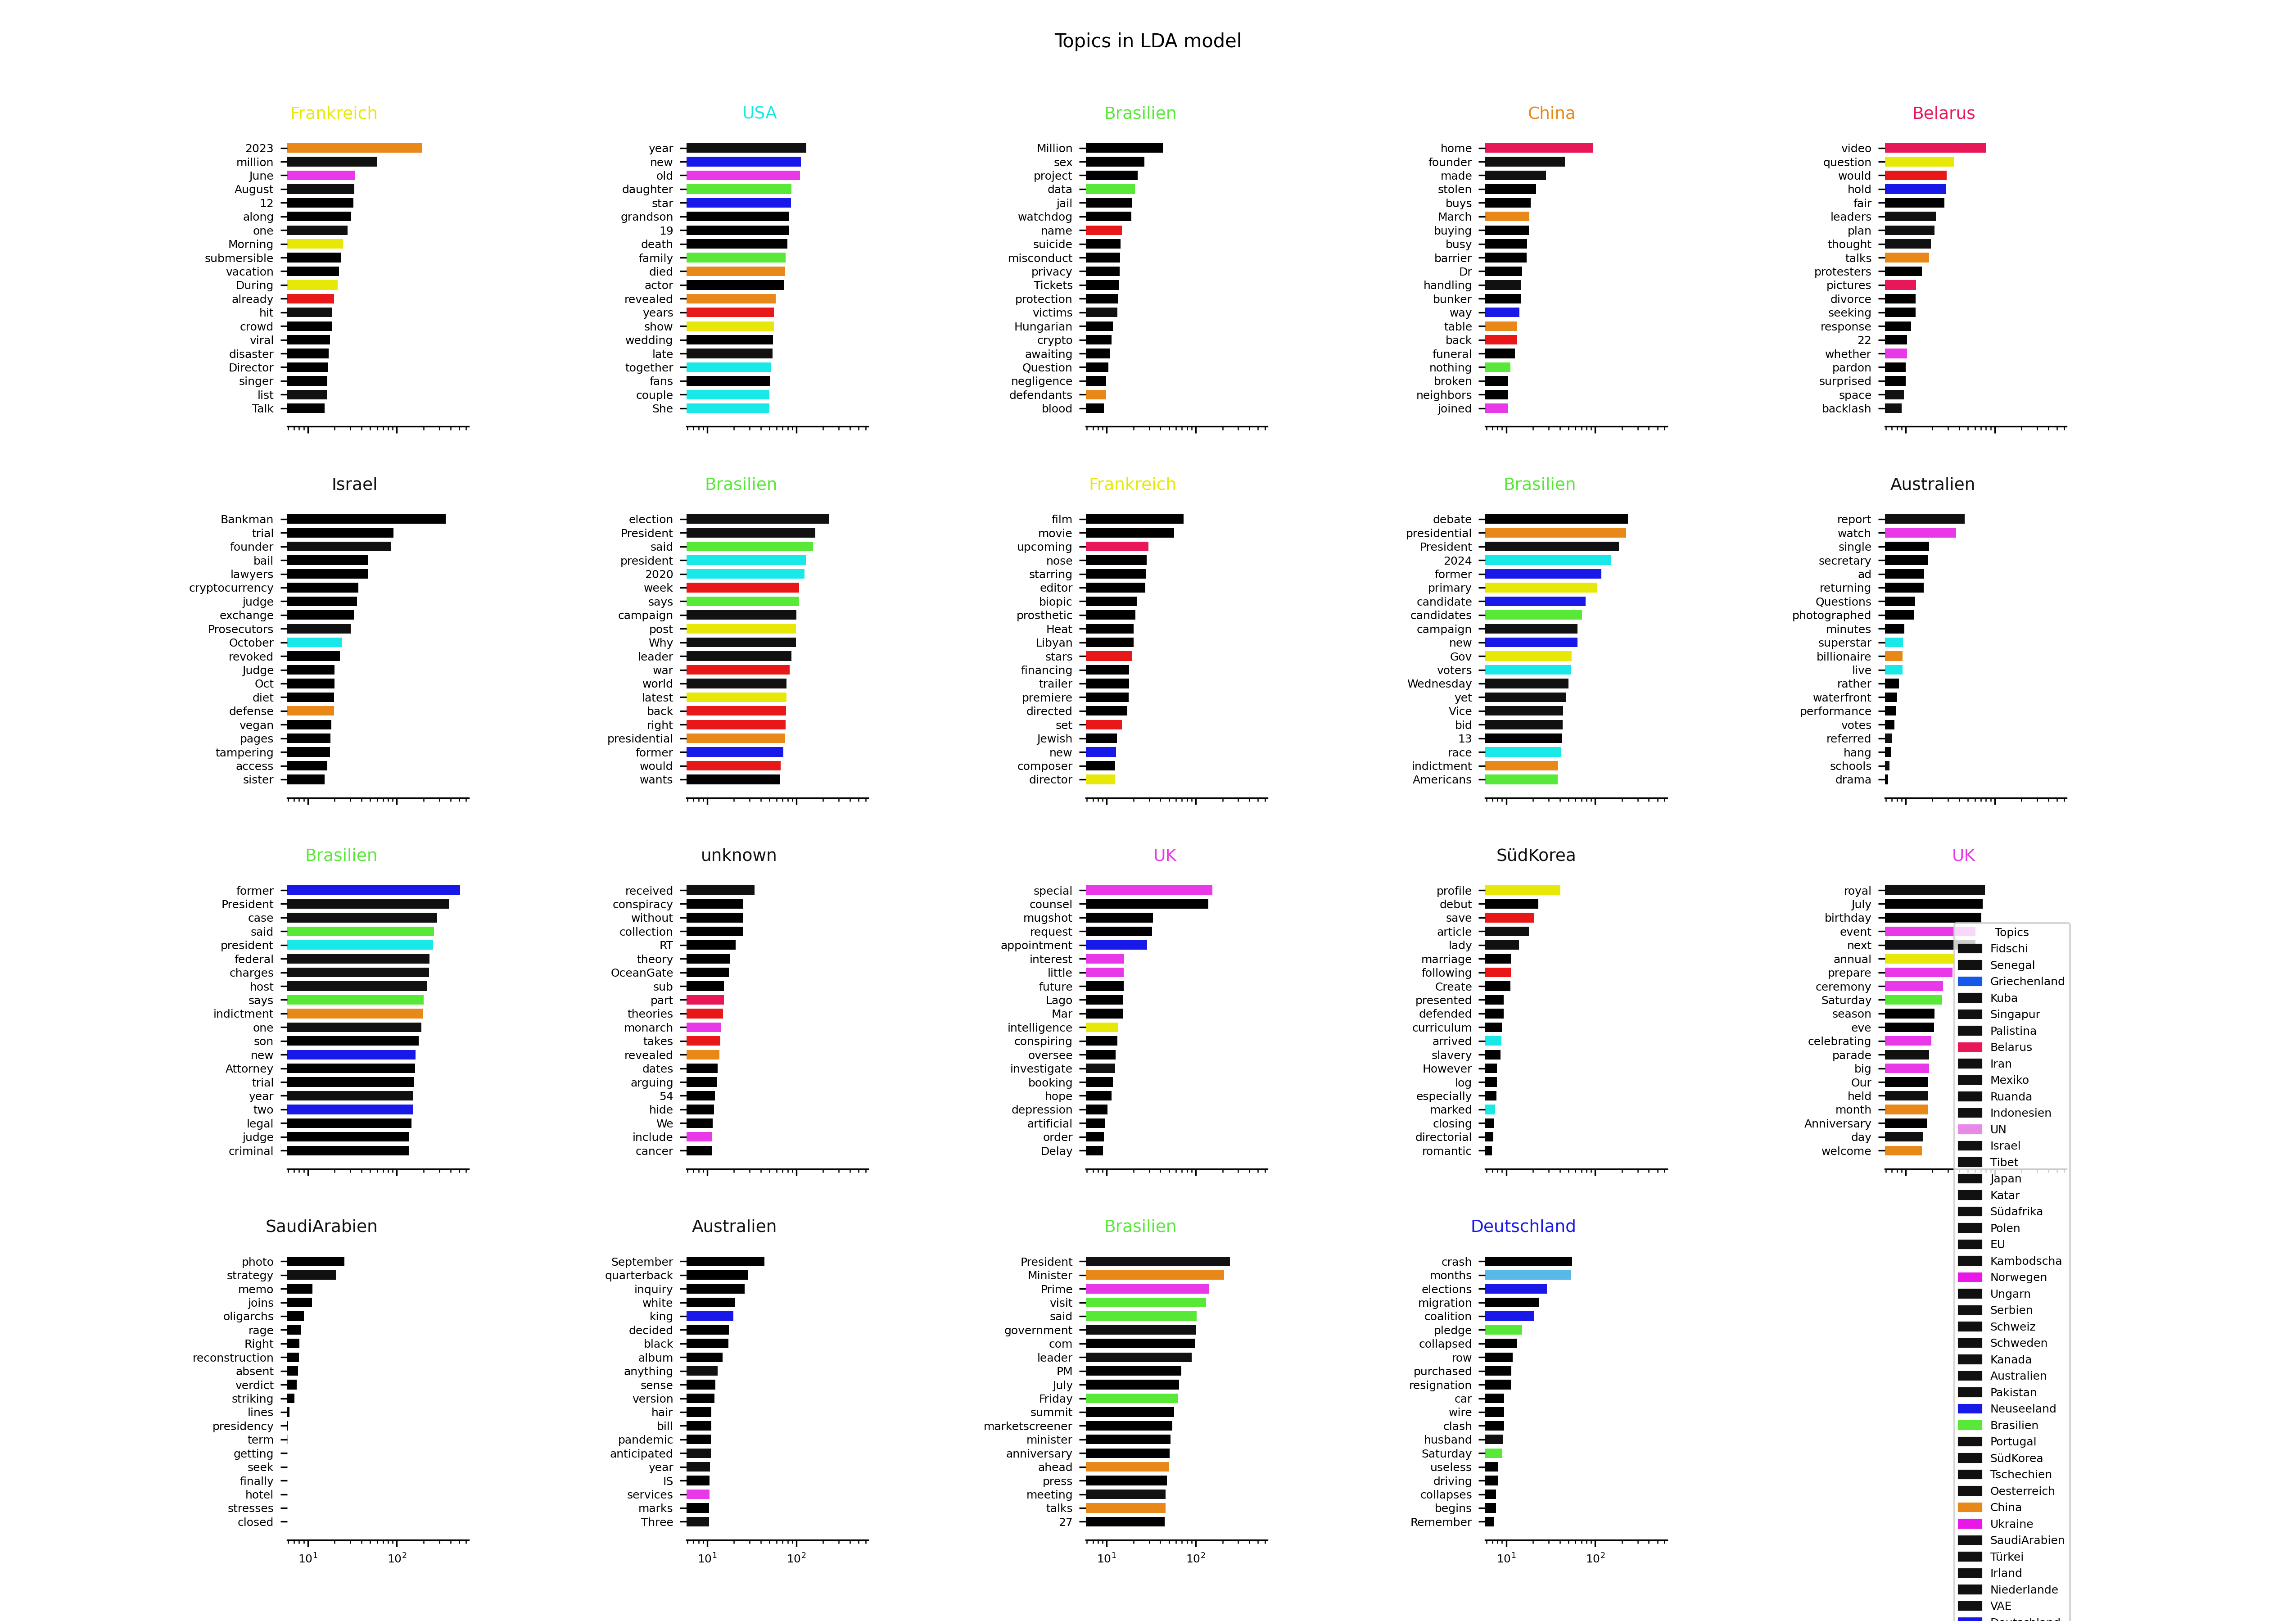 Topics in LDA model
Frankreich
2023
million
June
August
12
along
one
Morning
submersible
vacation
During
already
hit
crowd
viral
disaster
Director
singer
list
Talk
USA
year
new
old
daughter
star
grandson
19
death
family
died
actor
revealed
years
show
wedding
late
together
fans
couple
She
Brasilien
Million
sex
project
data
jail
watchdog
name
suicide
misconduct
privacy
Tickets
protection
victims
Hungarian
crypto
awaiting
Question
negligence
defendants
blood
China
home
founder
made
stolen
buys
March
buying
busy
barrier
Dr
handling
bunker
way
table
back
funeral
nothing
broken
neighbors
joined
Belarus
video
question
would
hold
fair
leaders
plan
thought
talks
protesters
pictures
divorce
seeking
response
22
whether
pardon
surprised
space
backlash
Israel
Bankman
trial
founder
bail
lawyers
cryptocurrency
judge
exchange
Prosecutors
October
revoked
Judge
Oct
diet
defense
vegan
pages
tampering
access
sister
Brasilien
election
President
said
president
2020
week
says
campaign
post
Why
leader
war
world
latest
back
right
presidential
former
would
wants
Frankreich
film
movie
upcoming
nose
starring
editor
biopic
prosthetic
Heat
Libyan
stars
financing
trailer
premiere
directed
set
Jewish
new
composer
director
Brasilien
debate
presidential
President
2024
former
primary
candidate
candidates
campaign
new
Gov
voters
Wednesday
yet
Vice
bid
13
race
indictment
Americans
Australien
report
watch
single
secretary
ad
returning
Questions
photographed
minutes
superstar
billionaire
live
rather
waterfront
performance
votes
referred
hang
schools
drama
Brasilien
former
President
case
said
president
federal
charges
host
says
indictment
one
son
new
Attorney
trial
year
two
legal
judge
criminal
unknown
received
conspiracy
without
collection
RT
theory
OceanGate
sub
part
theories
monarch
takes
revealed
dates
arguing
54
hide
We
include
cancer
UK
special
counsel
mugshot
request
appointment
interest
little
future
Lago
Mar
intelligence
conspiring
oversee
investigate
booking
hope
depression
artificial
order
Delay
SüdKorea
profile
debut
save
article
lady
marriage
following
Create
presented
defended
curriculum
arrived
slavery
However
log
especially
marked
closing
directorial
romantic
UK
royal
July
birthday
event
next
annual
prepare
ceremony
Saturday
season
eve
celebrating
parade
big
Our
held
month
Anniversary
day
welcome
SaudiArabien
photo
strategy
memo
joins
oligarchs
rage
Right
reconstruction
absent
verdict
striking
lines
presidency
term
getting
seek
finally
hotel
stresses
closed
10¹ 10²
Australien
September
quarterback
inquiry
white
king
decided
black
album
anything
sense
version
hair
bill
pandemic
anticipated
year
IS
services
marks
Three
10¹ 10²
Brasilien
President
Minister
Prime
visit
said
government
com
leader
PM
July
Friday
summit
marketscreener
minister
anniversary
ahead
press
meeting
talks
27
10¹ 10²
Deutschland
crash
months
elections
migration
coalition
pledge
collapsed
row
purchased
resignation
car
wire
clash
husband
Saturday
useless
driving
collapses
begins
Remember
10¹ 10²
Topics
Fidschi
Senegal
Griechenland
Kuba
Singapur
Palistina
Belarus
Iran
Mexiko
Ruanda
Indonesien
UN
Israel
Tibet
Japan
Katar
Südafrika
Polen
EU
Kambodscha
Norwegen
Ungarn
Serbien
Schweiz
Schweden
Kanada
Australien
Pakistan
Neuseeland
Brasilien
Portugal
SüdKorea
Tschechien
Oesterreich
China
Ukraine
SaudiArabien
Türkei
Irland
Niederlande
VAE